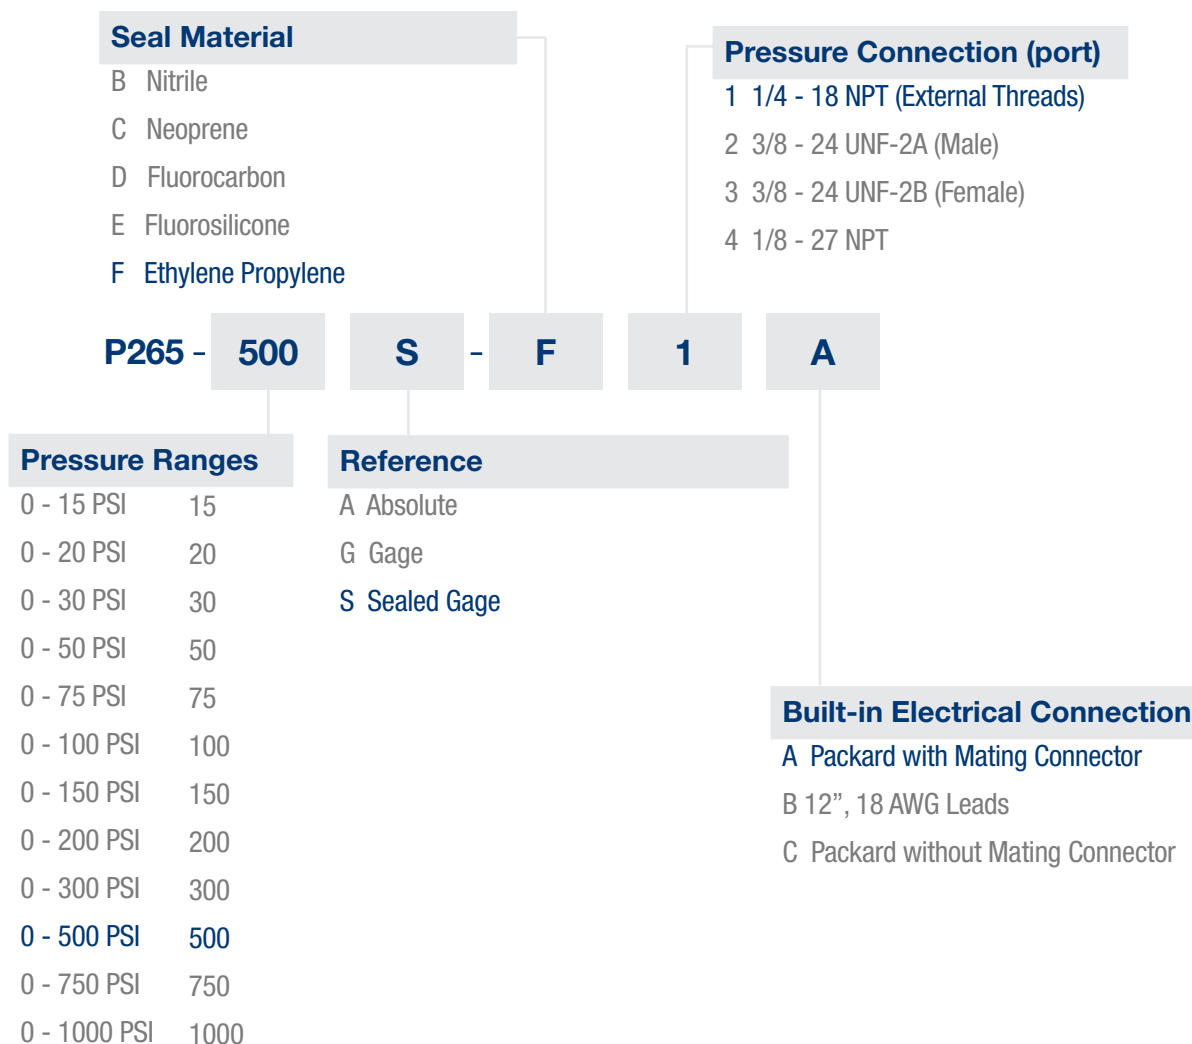 Seal Material
B Nitrile
C Neoprene
D Fluorocarbon
E Fluorosilicone
F Ethylene Propylene
Pressure Connection (port)
1 1/4 - 18 NPT (External Threads)
2 3/8 - 24 UNF-2A (Male)
3 3/8 - 24 UNF-2B (Female)
4 1/8 - 27 NPT
P265 - 500 S - F 1 A
Pressure Ranges
0 - 15 PSI 15
0 - 20 PSI 20
0 - 30 PSI 30
0 - 50 PSI 50
0 - 75 PSI 75
0 - 100 PSI 100
0 - 150 PSI 150
0 - 200 PSI 200
0 - 300 PSI 300
0 - 500 PSI 500
0 - 750 PSI 750
0 - 1000 PSI 1000
Reference
A Absolute
G Gage
S Sealed Gage
Built-in Electrical Connection
A Packard with Mating Connector
B 12”, 18 AWG Leads
C Packard without Mating Connector